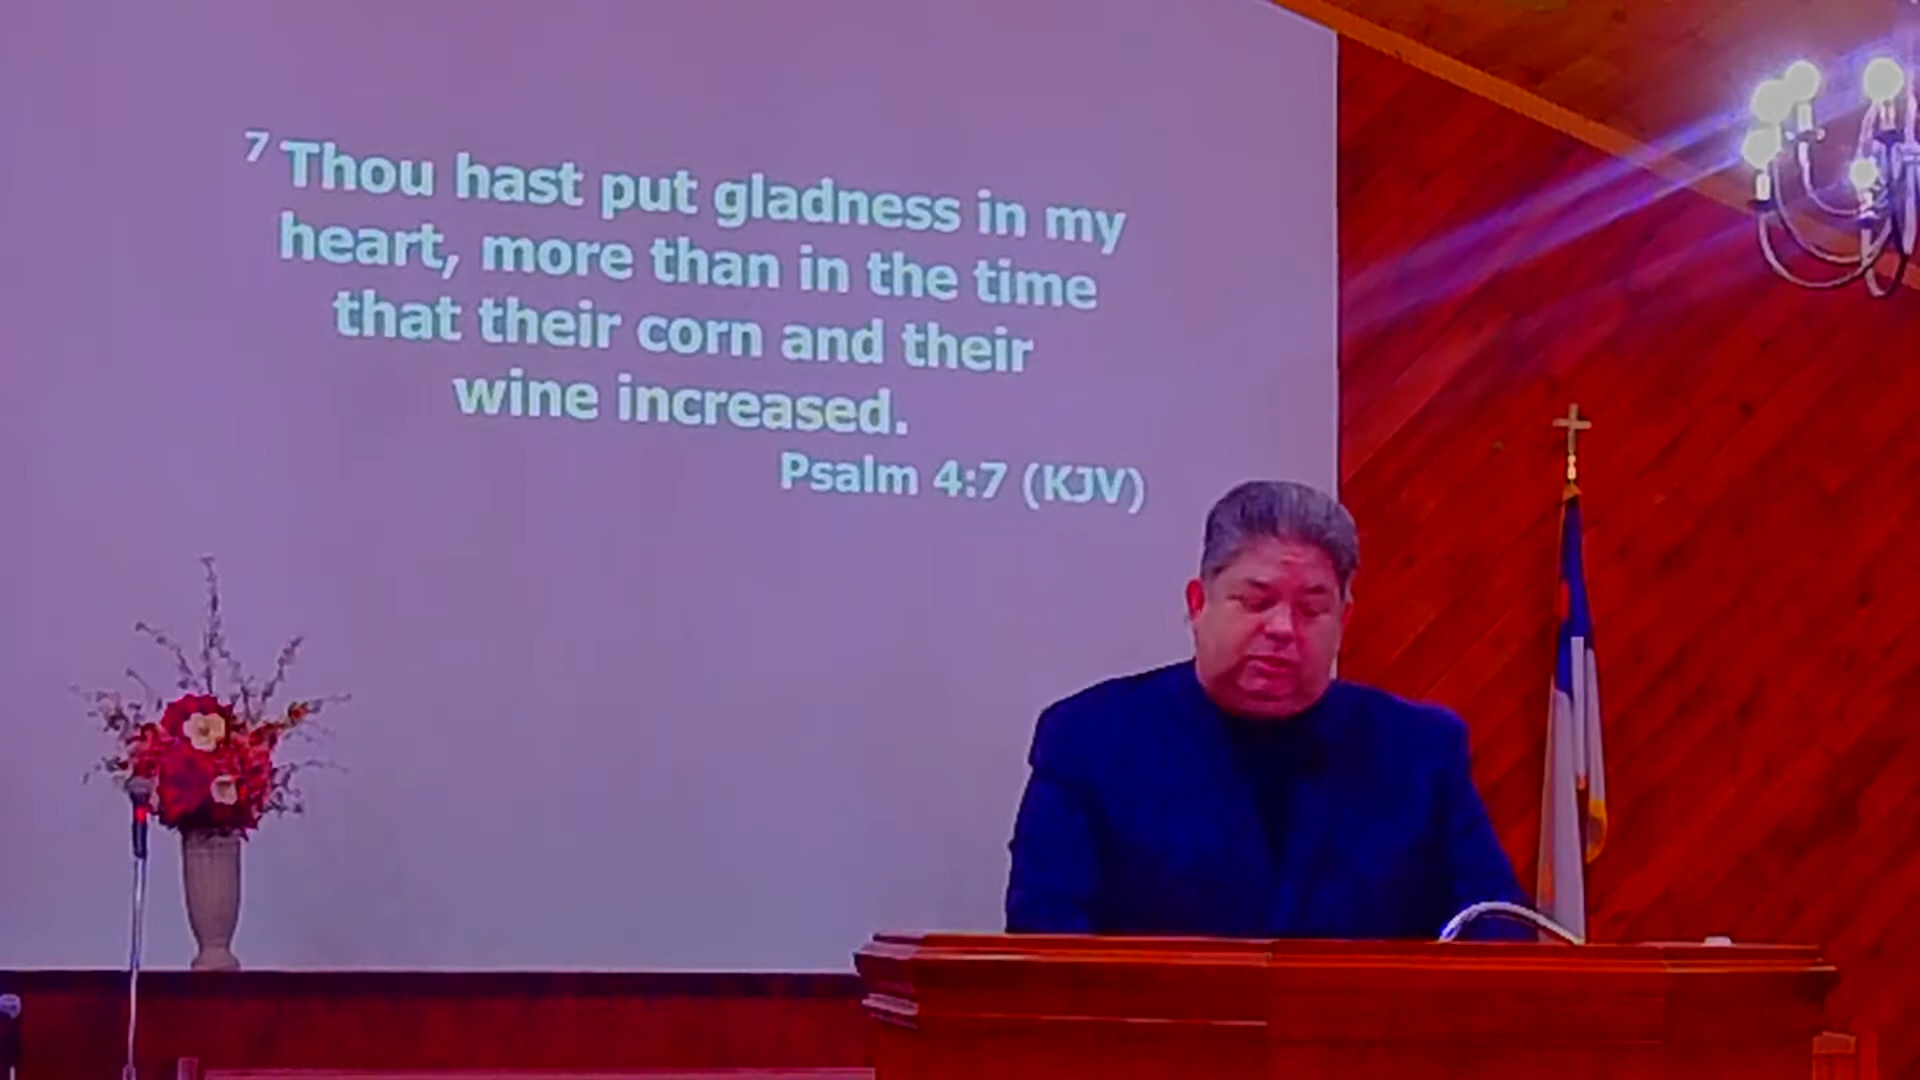 7 Thou hast put gladness in my
heart, more than in the time
that their corn and their
wine increased.
Psalm 4:7 (KJV)